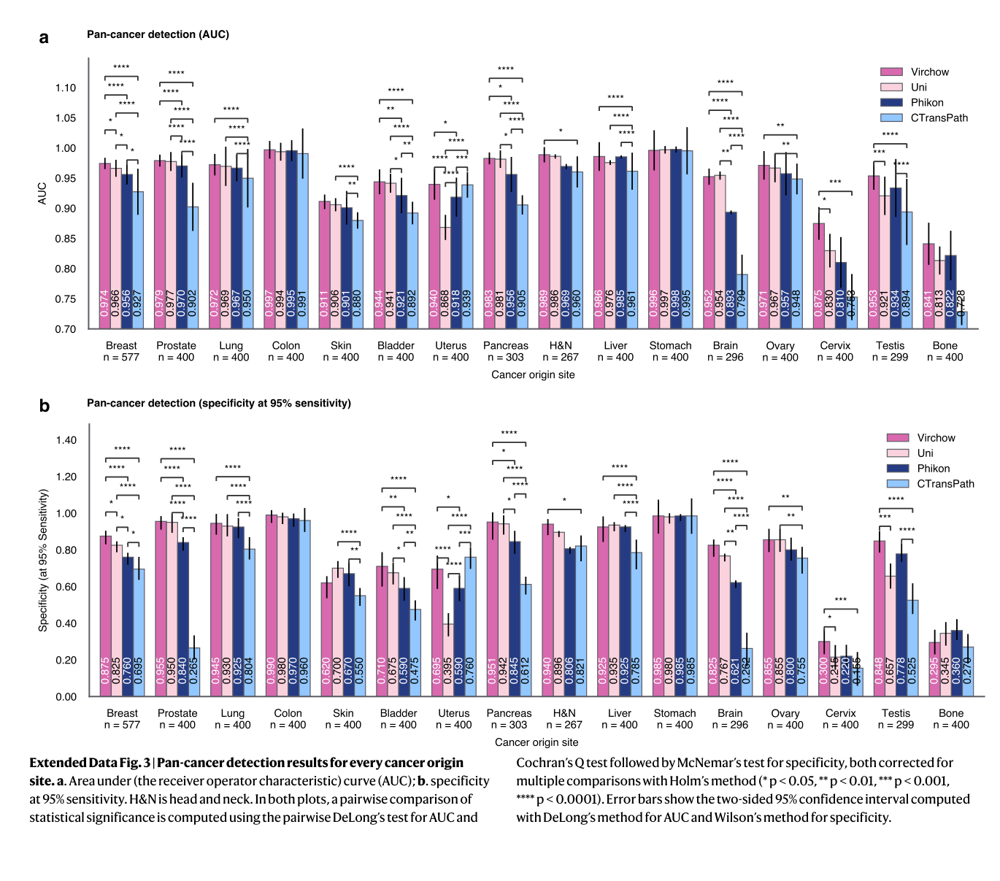 a
Pan-cancer detection (AUC)
Virchow
Uni
Phikon
CTransPath
AUC
1.10
1.05
1.00
0.95
0.90
0.85
0.80
0.75
0.70
0.974 0.966 0.956 0.927
0.979 0.977 0.970 0.902
0.972 0.969 0.967 0.950
0.997 0.994 0.995 0.991
0.911 0.906 0.901 0.880
0.944 0.941 0.921 0.892
0.940 0.868 0.918 0.939
0.983 0.981 0.956 0.905
0.989 0.986 0.969 0.960
0.986 0.976 0.985 0.961
0.996 0.997 0.998 0.995
0.952 0.954 0.893 0.790
0.971 0.967 0.957 0.948
0.875 0.830 0.810 0.753
0.953 0.921 0.934 0.894
0.841 0.813 0.822 0.728
Breast Prostate Lung Colon Skin Bladder Uterus Pancreas H&N Liver Stomach Brain Ovary Cervix Testis Bone
n = 577 n = 400 n = 400 n = 400 n = 400 n = 400 n = 400 n = 303 n = 267 n = 400 n = 400 n = 296 n = 400 n = 400 n = 299 n = 400
Cancer origin site
b
Pan-cancer detection (specificity at 95% sensitivity)
Virchow
Uni
Phikon
CTransPath
Specificity (at 95% Sensitivity)
1.40
1.20
1.00
0.80
0.60
0.40
0.20
0.00
0.875 0.825 0.760 0.695
0.955 0.950 0.840 0.265
0.945 0.930 0.925 0.804
0.990 0.980 0.970 0.960
0.620 0.700 0.670 0.550
0.710 0.675 0.590 0.475
0.695 0.395 0.590 0.760
0.951 0.942 0.845 0.612
0.940 0.896 0.806 0.821
0.925 0.935 0.925 0.785
0.985 0.980 0.985 0.985
0.825 0.767 0.621 0.262
0.855 0.855 0.800 0.755
0.300 0.215 0.220 0.155
0.848 0.657 0.778 0.525
0.295 0.345 0.360 0.270
Breast Prostate Lung Colon Skin Bladder Uterus Pancreas H&N Liver Stomach Brain Ovary Cervix Testis Bone
n = 577 n = 400 n = 400 n = 400 n = 400 n = 400 n = 400 n = 303 n = 267 n = 400 n = 400 n = 296 n = 400 n = 400 n = 299 n = 400
Cancer origin site
Extended Data Fig. 3 | Pan-cancer detection results for every cancer origin
site. a. Area under (the receiver operator characteristic) curve (AUC); b. specificity
at 95% sensitivity. H&N is head and neck. In both plots, a pairwise comparison of
statistical significance is computed using the pairwise DeLong's test for AUC and
Cochran's Q test followed by McNemar's test for specificity, both corrected for
multiple comparisons with Holm's method (* p < 0.05, ** p < 0.01, *** p < 0.001,
**** p < 0.0001). Error bars show the two-sided 95% confidence interval computed
with DeLong's method for AUC and Wilson's method for specificity.